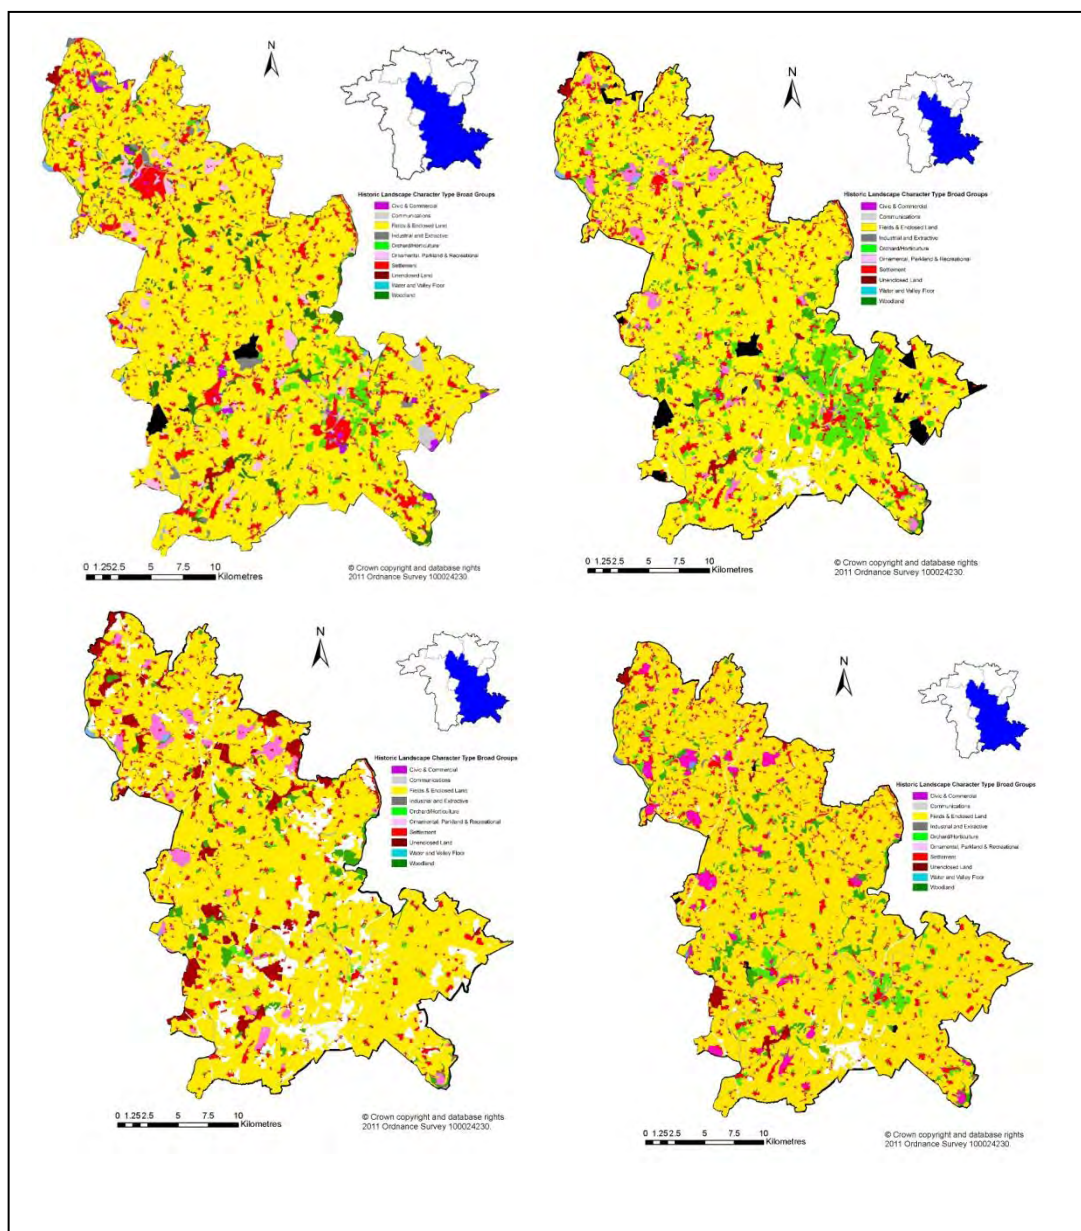 N
Historic Landscape Character Type Broad Groups
Civic & Commercial
Communications
Fields & Enclosed Land
Industrial and Extractive
Orchard/Horticulture
Ornamental, Parkland & Recreational
Settlement
Unenclosed Land
Water and Valley Floor
Woodland
0 1.252.5 5 7.5 10
Kilometres
© Crown copyright and database rights
2011 Ordnance Survey 100024230.
N
Historic Landscape Character Type Broad Groups
Civic & Commercial
Communications
Fields & Enclosed Land
Industrial and Extractive
Orchard/Horticulture
Ornamental, Parkland & Recreational
Settlement
Unenclosed Land
Water and Valley Floor
Woodland
0 1.252.5 5 7.5 10
Kilometres
© Crown copyright and database rights
2011 Ordnance Survey 100024230.
N
Historic Landscape Character Type Broad Groups
Civic & Commercial
Communications
Fields & Enclosed Land
Industrial and Extractive
Orchard/Horticulture
Ornamental, Parkland & Recreational
Settlement
Unenclosed Land
Water and Valley Floor
Woodland
0 1.252.5 5 7.5 10
Kilometres
© Crown copyright and database rights
2011 Ordnance Survey 100024230.
N
Historic Landscape Character Type Broad Groups
Civic & Commercial
Communications
Fields & Enclosed Land
Industrial and Extractive
Orchard/Horticulture
Ornamental, Parkland & Recreational
Settlement
Unenclosed Land
Water and Valley Floor
Woodland
0 1.252.5 5 7.5 10
Kilometres
© Crown copyright and database rights
2011 Ordnance Survey 100024230.